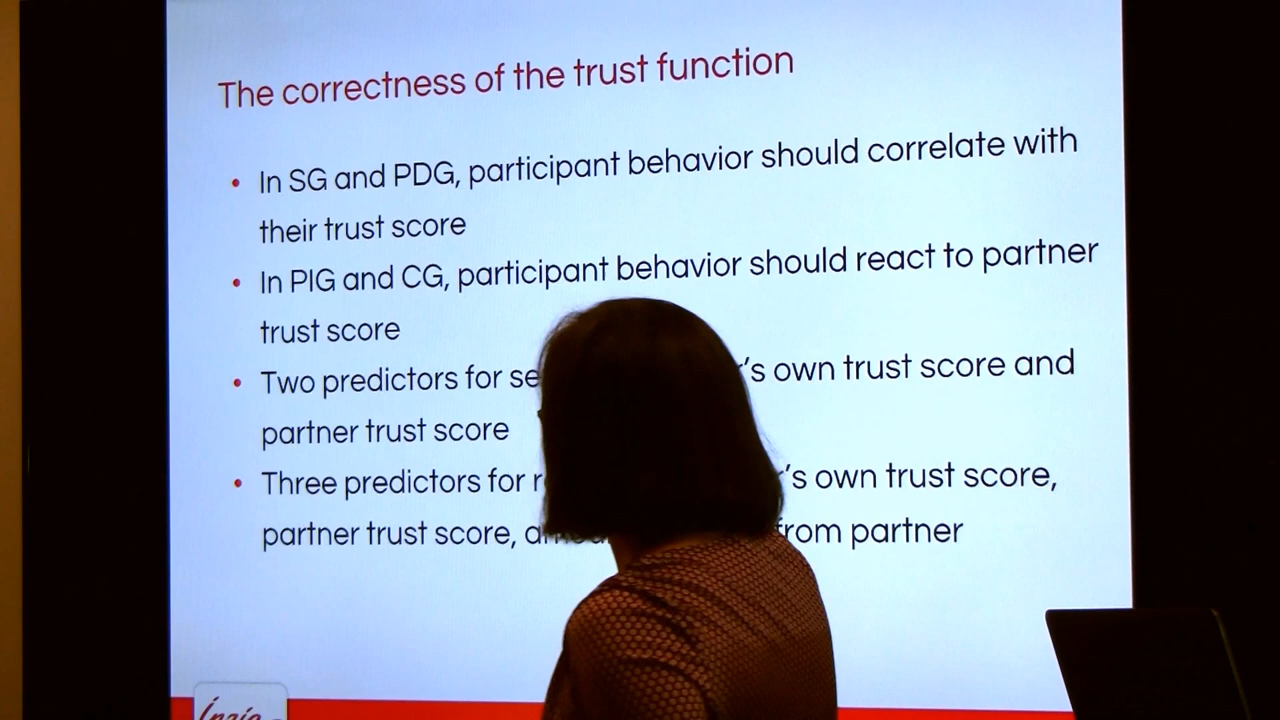 The correctness of the trust function
• In SG and PDG, participant behavior should correlate with
their trust score
• In PIG and CG, participant behavior should react to partner
trust score
• Two predictors for se 's own trust score and
partner trust score
• Three predictors for r 's own trust score,
partner trust score, from partner
Inria